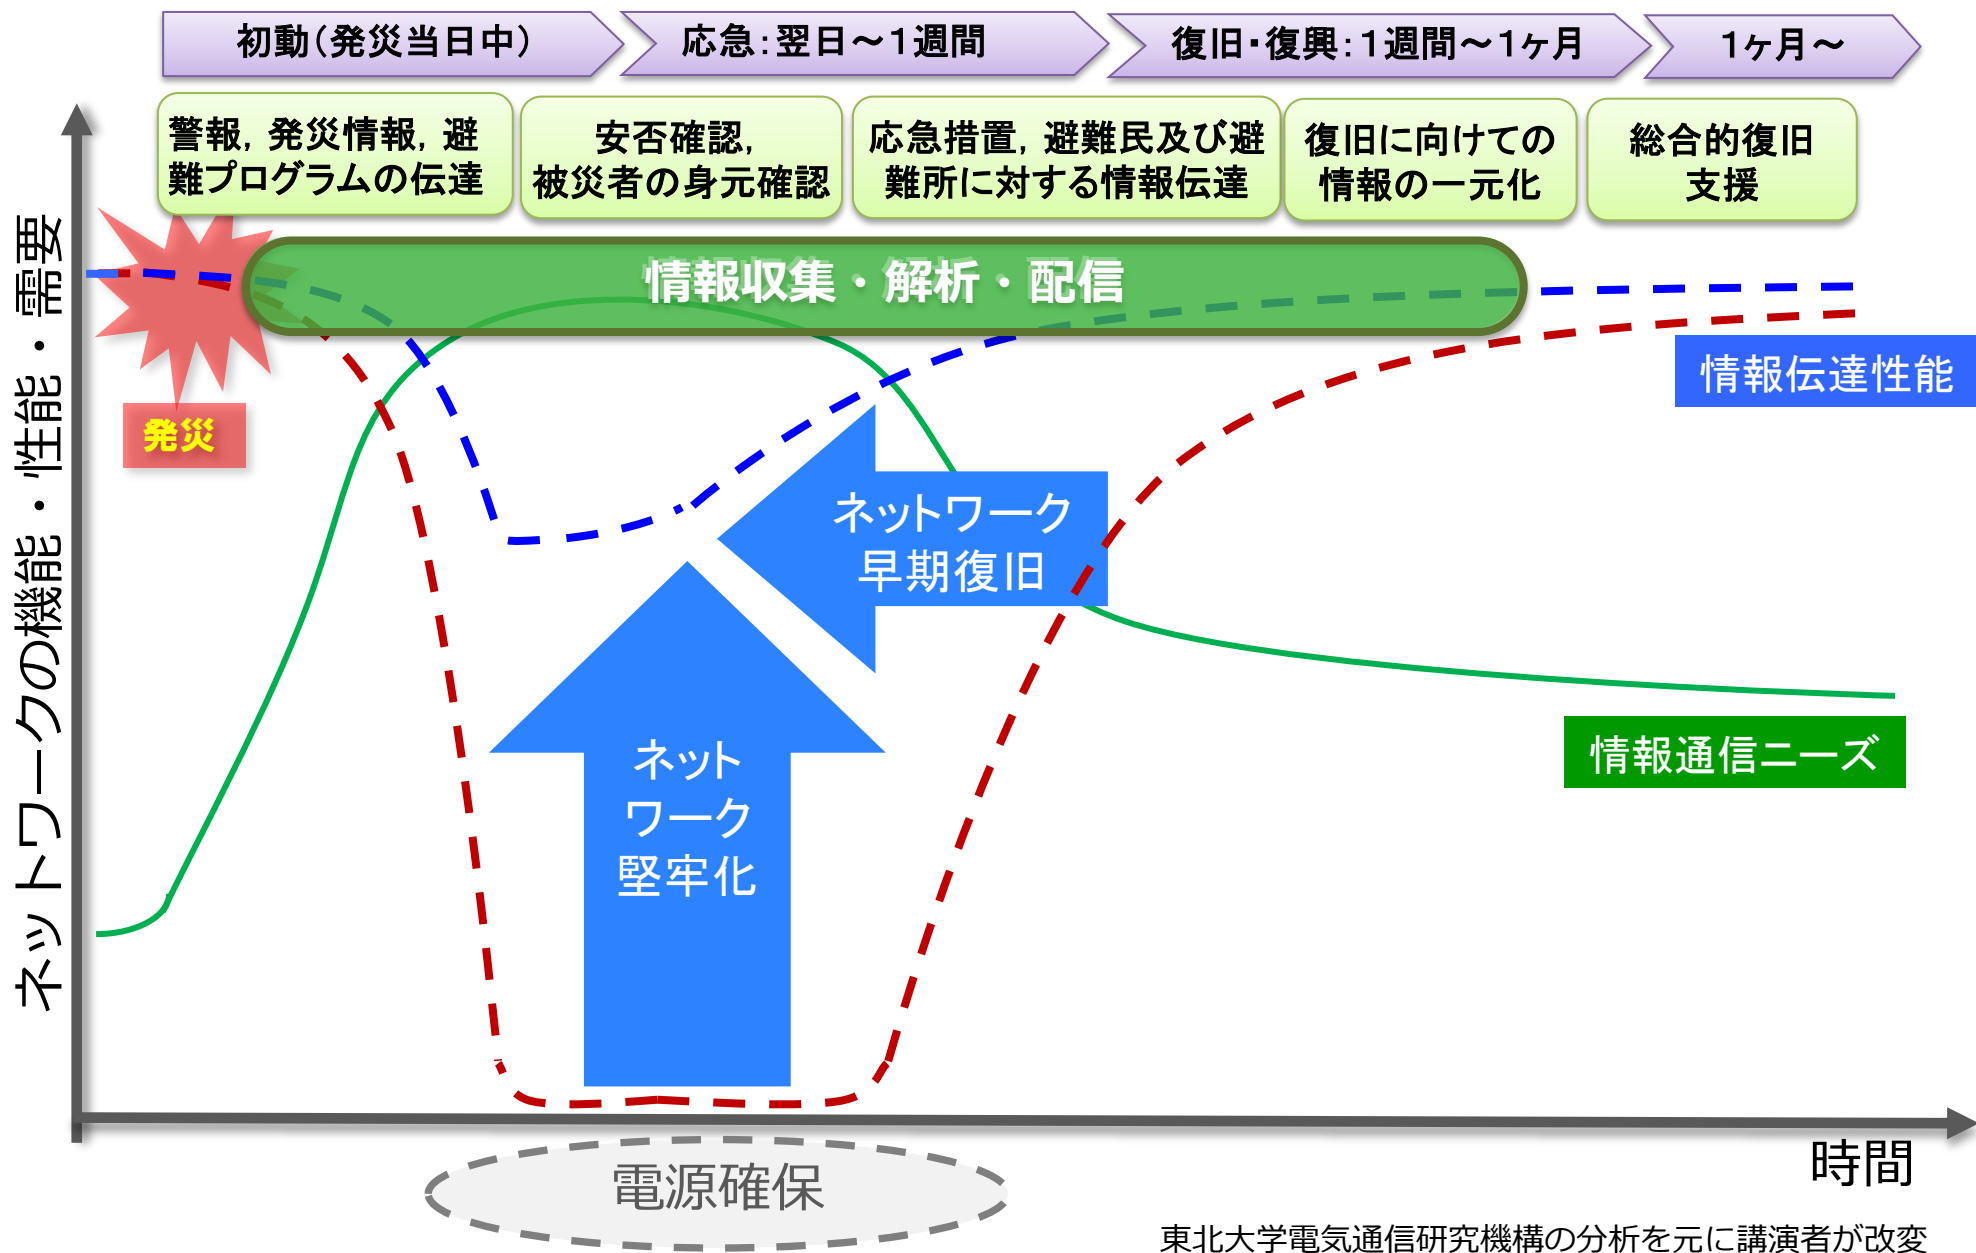 初動（発災当日中）
応急：翌日～１週間
復旧・復興：１週間～１ヶ月
１ヶ月～
警報，発災情報，避
難プログラムの伝達
安否確認，
被災者の身元確認
応急措置，避難民及び避
難所に対する情報伝達
復旧に向けての
情報の一元化
総合的復旧
支援
ネットワークの機能・性能・需要
情報収集・解析・配信
情報伝達性能
発災
ネットワーク
早期復旧
ネット
ワーク
堅牢化
情報通信ニーズ
時間
電源確保
東北大学電気通信研究機構の分析を元に講演者が改変